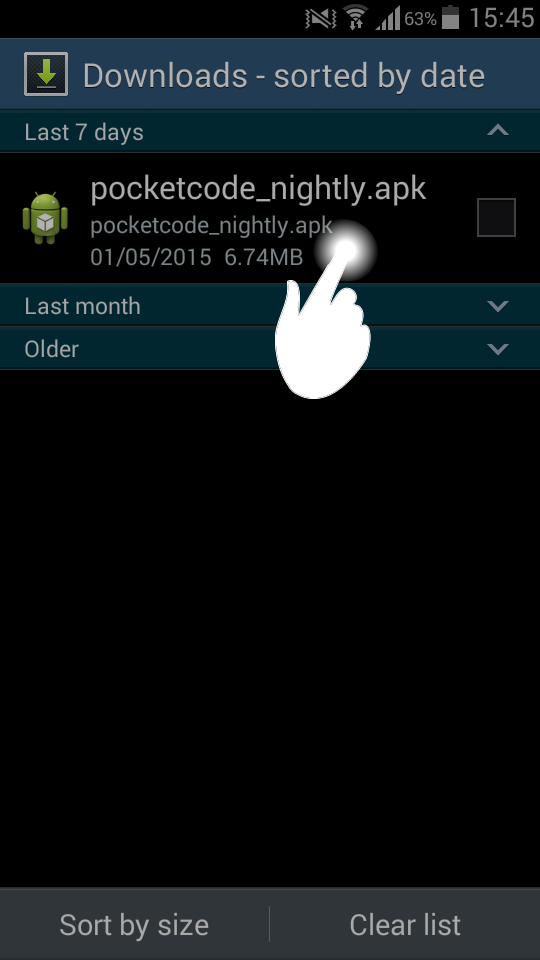 63% 15:45
Downloads - sorted by date
Last 7 days
pocketcode_nightly.apk
pocketcode_nightly.apk
01/05/2015 6.74MB
Last month
Older
Sort by size Clear list